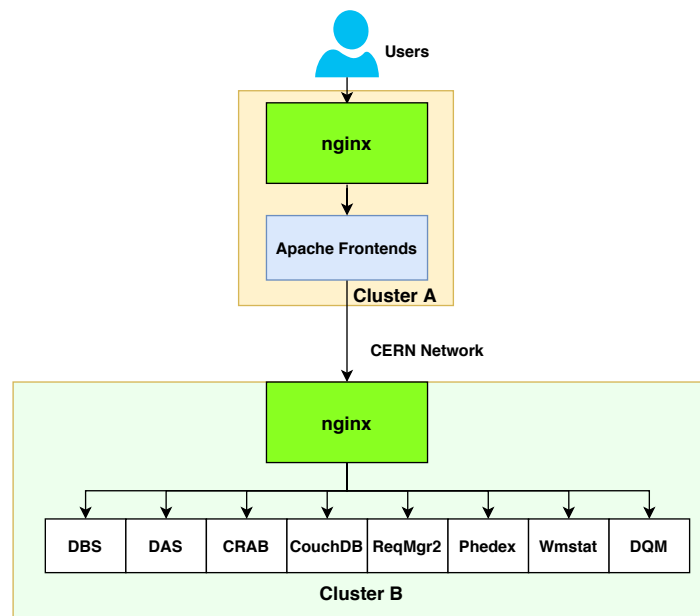 Users
nginx
Apache Frontends
Cluster A
CERN Network
nginx
DBS DAS CRAB CouchDB ReqMgr2 Phedex Wmstat DQM
Cluster B